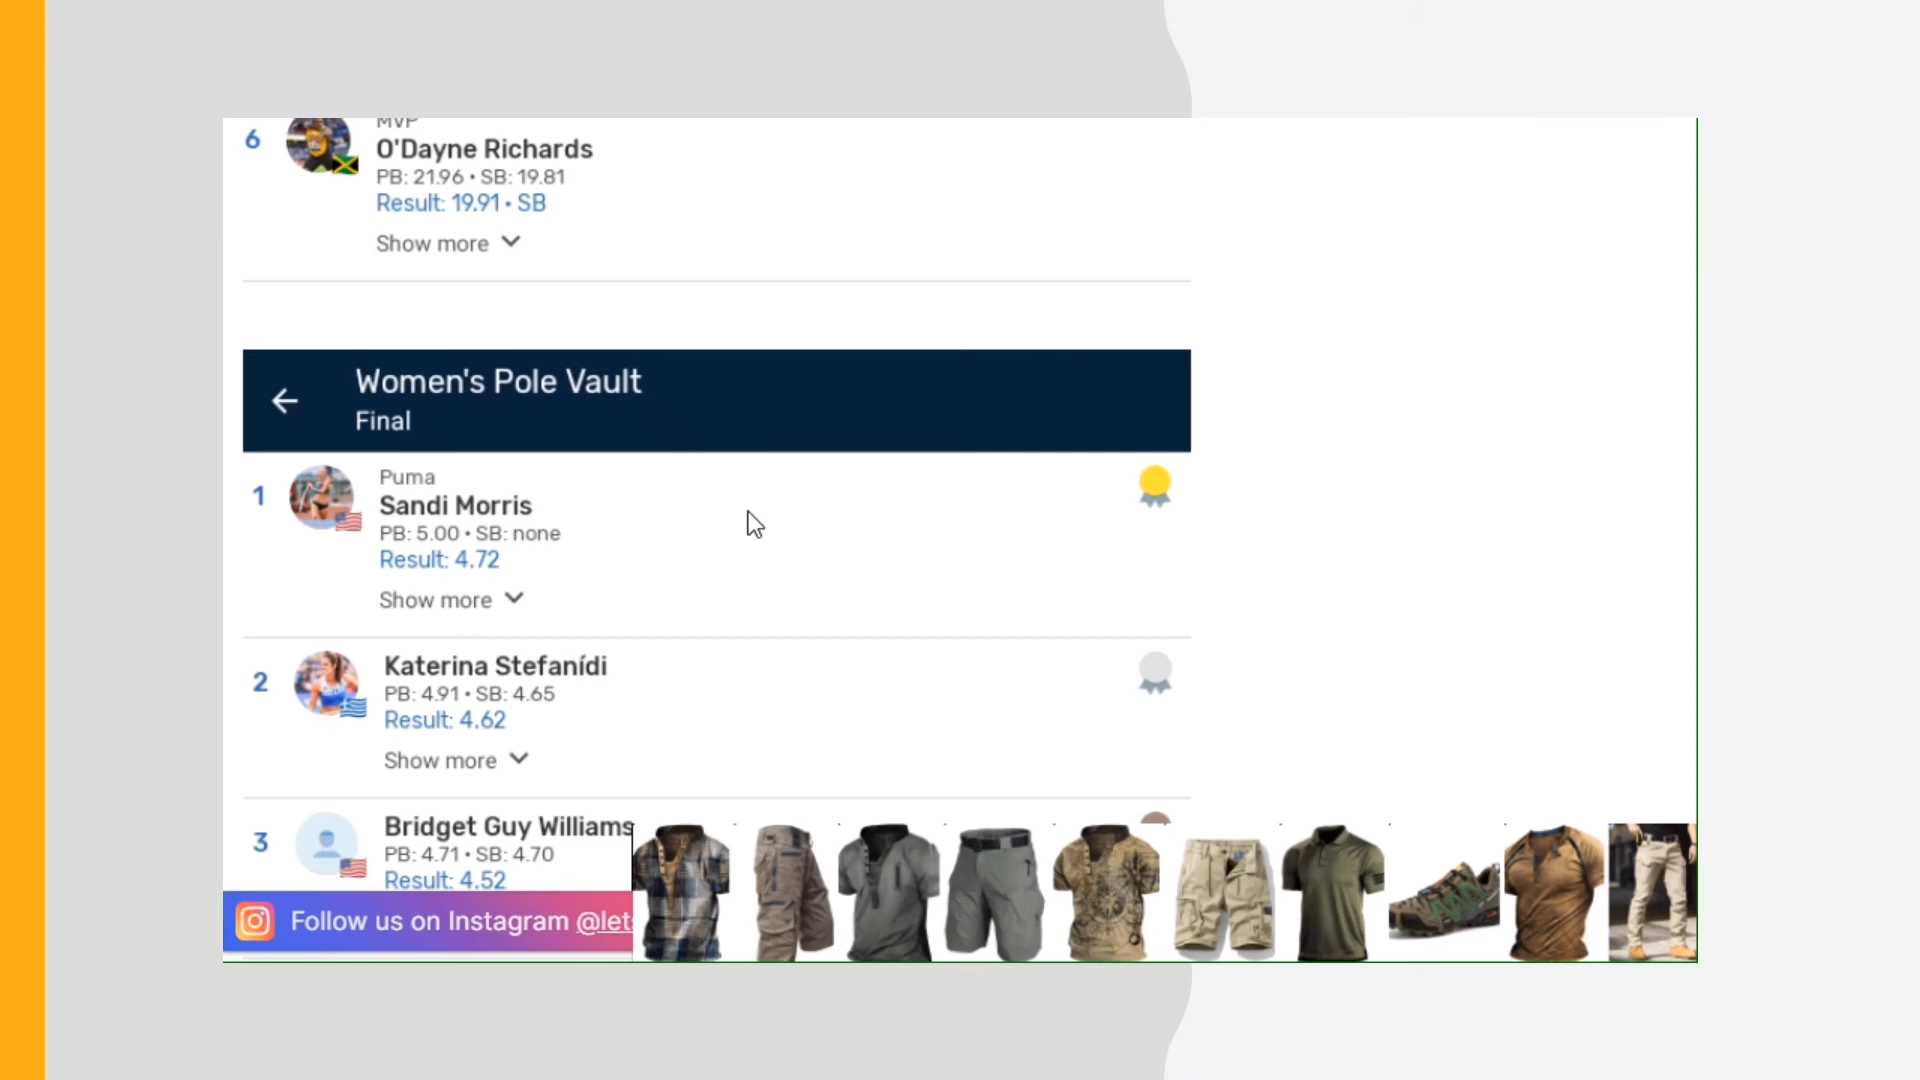 MVP
6
O'Dayne Richards
PB: 21.96 • SB: 19.81
Result: 19.91 • SB
Show more
Women's Pole Vault
Final
Puma
1
Sandi Morris
PB: 5.00 • SB: none
Result: 4.72
Show more
2
Katerina Stefanídi
PB: 4.91 • SB: 4.65
Result: 4.62
Show more
3
Bridget Guy Williams
PB: 4.71 • SB: 4.70
Result: 4.52
Follow us on Instagram @lets